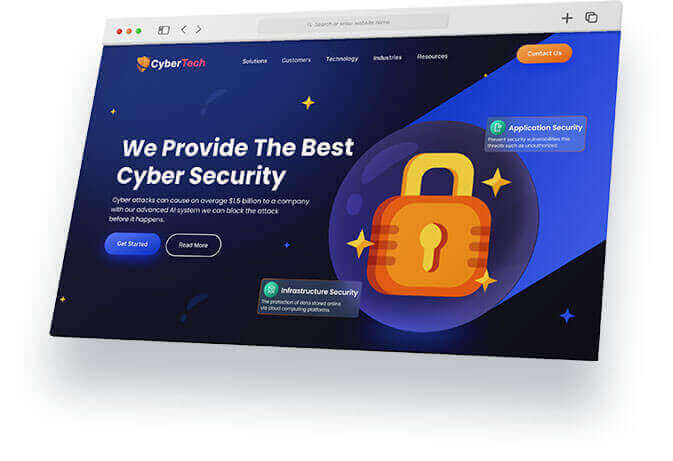 Search or enter website name
CyberTech
Solutions
Customers
Technology
Industries
Resources
Contact Us
We Provide The Best
Cyber Security
Cyber attacks can cause on average $1.5 billion to a company
with our advanced AI system we can block the attack
before it happens.
Get Started
Read More
Application Security
Prevent security vulnerabilities the
threats such as unauthorized.
Infrastructure Security
The protection of data stored online
via cloud computing platforms.